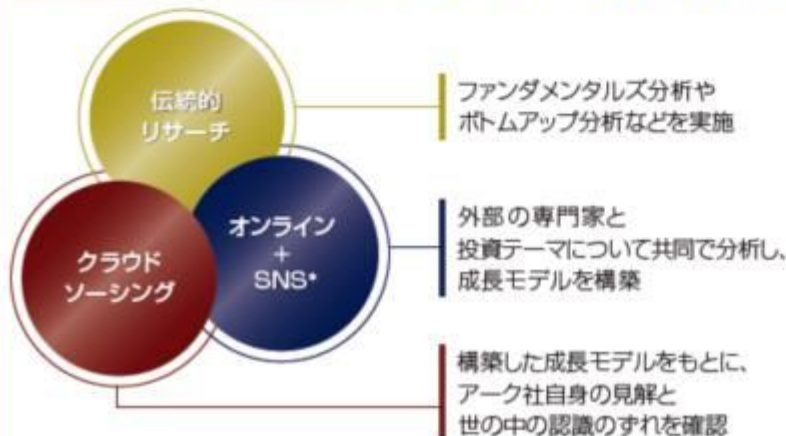 伝統的
リサーチ
ファンダメンタルズ分析や
ボトムアップ分析などを実施
オンライン
+
SNS*
外部の専門家と
投資テーマについて共同で分析し、
成長モデルを構築
クラウド
ソーシング
構築した成長モデルをもとに、
アーク社自身の見解と
世の中の認識のずれを確認